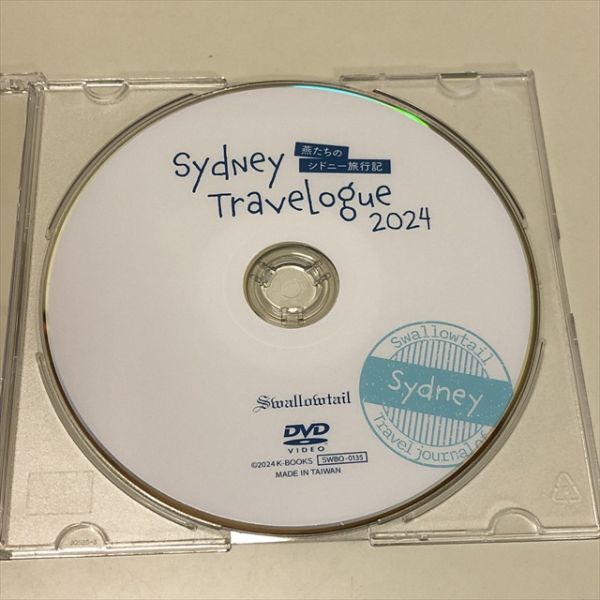 燕たちの
シドニー旅行記
Sydney
Travelogue
2024
Swallowtail
Sydney
Travel journal of
Swallowtail
DVD
VIDEO
©2024 K-BOOKS SWBO-0135
MADE IN TAIWAN